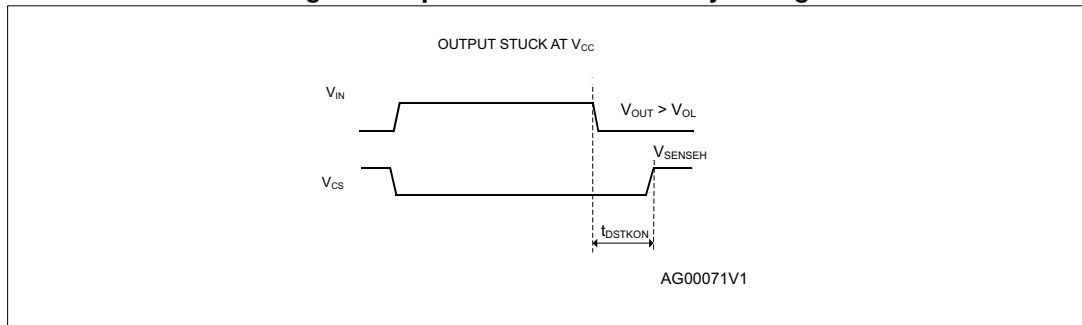 OUTPUT STUCK AT VCC
VIN
VOUT > VOL
VSENSEH
VCS
tDSTKON
AG00071V1